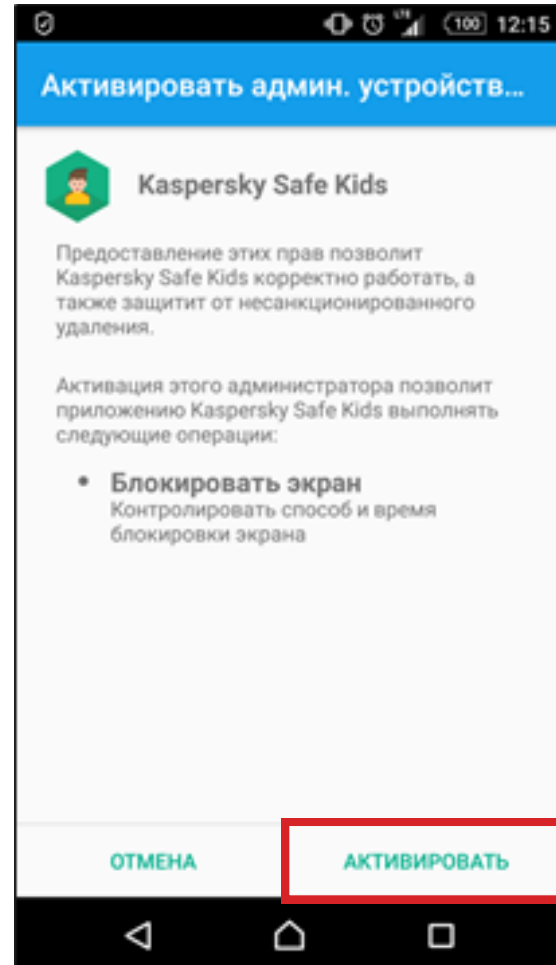 LTE 100 12:15
Активировать админ. устройств...
Kaspersky Safe Kids
Предоставление этих прав позволит
Kaspersky Safe Kids корректно работать, а
также защитит от несанкционированного
удаления.
Активация этого администратора позволит
приложению Kaspersky Safe Kids выполнять
следующие операции:
• Блокировать экран
Контролировать способ и время
блокировки экрана
ОТМЕНА АКТИВИРОВАТЬ